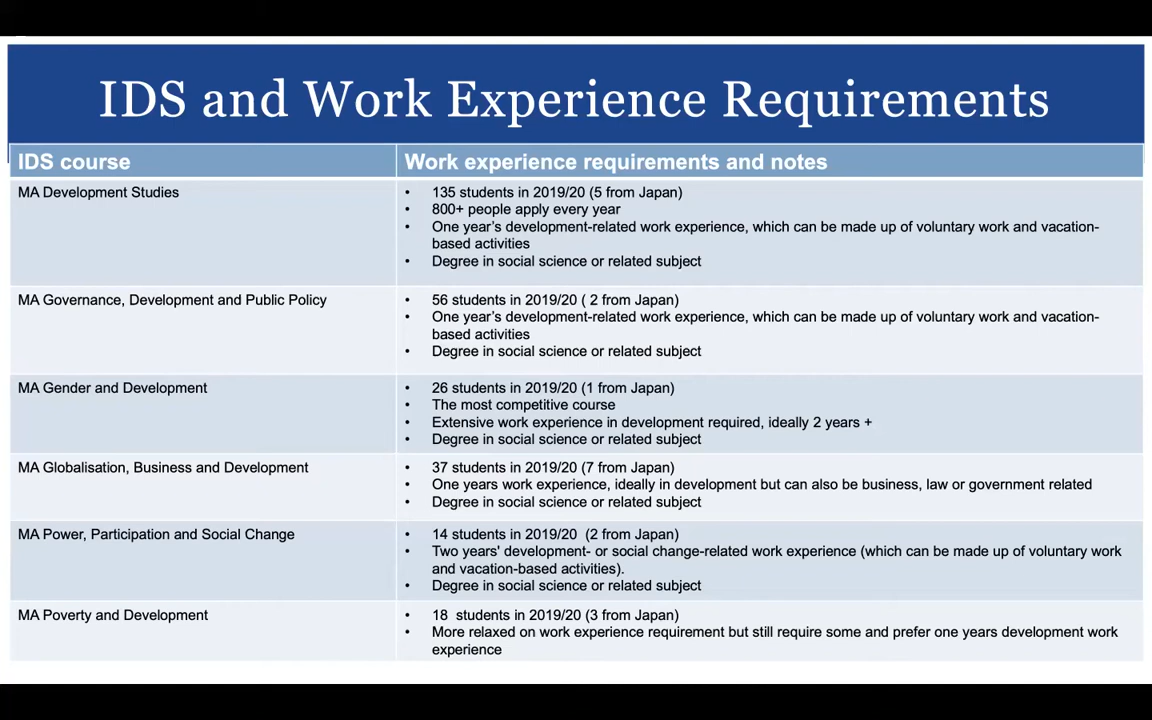 IDS and Work Experience Requirements
IDS course
Work experience requirements and notes
MA Development Studies
• 135 students in 2019/20 (5 from Japan)
• 800+ people apply every year
• One year's development-related work experience, which can be made up of voluntary work and vacation-
based activities
• Degree in social science or related subject
MA Governance, Development and Public Policy
• 56 students in 2019/20 ( 2 from Japan)
• One year's development-related work experience, which can be made up of voluntary work and vacation-
based activities
• Degree in social science or related subject
MA Gender and Development
• 26 students in 2019/20 (1 from Japan)
• The most competitive course
• Extensive work experience in development required, ideally 2 years +
• Degree in social science or related subject
MA Globalisation, Business and Development
• 37 students in 2019/20 (7 from Japan)
• One years work experience, ideally in development but can also be business, law or government related
• Degree in social science or related subject
MA Power, Participation and Social Change
• 14 students in 2019/20  (2 from Japan)
• Two years' development- or social change-related work experience (which can be made up of voluntary work
and vacation-based activities).
• Degree in social science or related subject
MA Poverty and Development
• 18  students in 2019/20 (3 from Japan)
• More relaxed on work experience requirement but still require some and prefer one years development work
experience